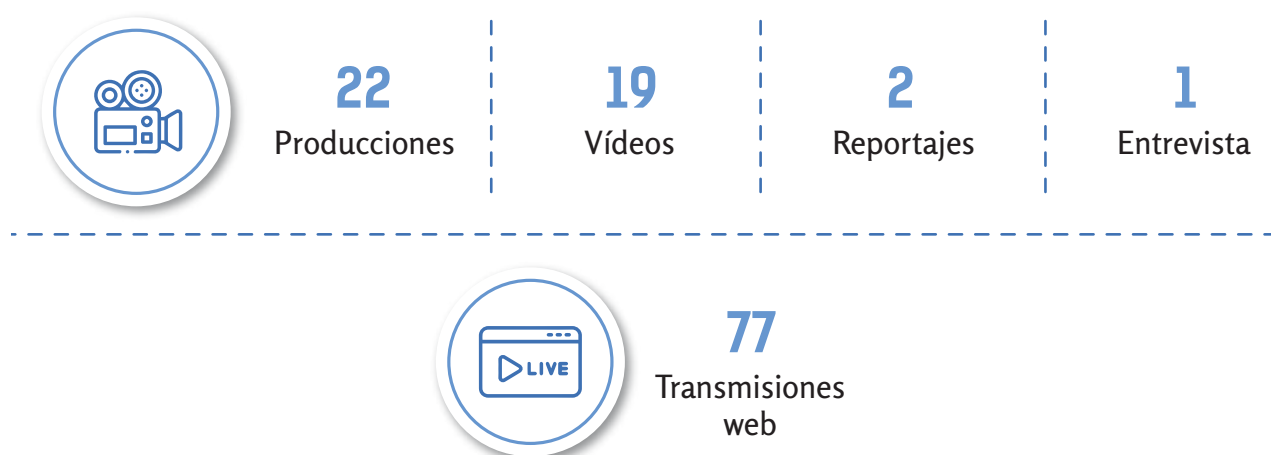 22
Producciones
19
Vídeos
2
Reportajes
1
Entrevista
LIVE
77
Transmisiones
web